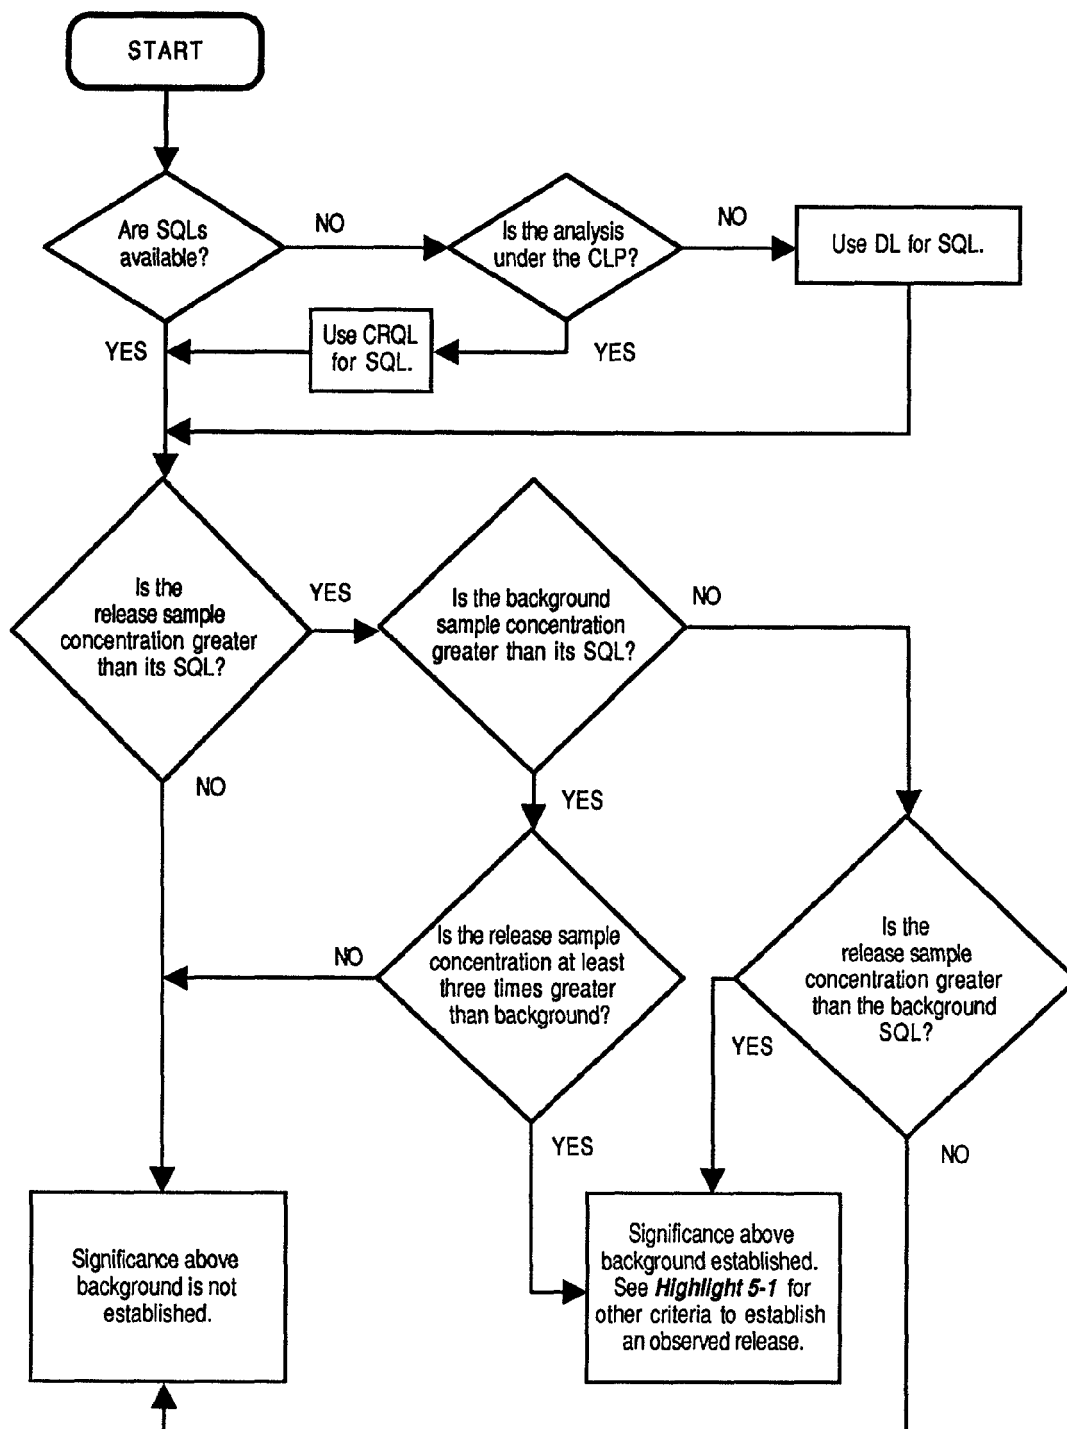 START
Are SQLs
available?
NO
Is the analysis
under the CLP?
NO
Use DL for SQL.
YES
Use CRQL
for SQL.
YES
Is the
release sample
concentration greater
than its SQL?
YES
Is the background
sample concentration
greater than its SQL?
NO
NO
YES
Is the release sample
concentration at least
three times greater
than background?
NO
Is the
release sample
concentration greater
than the background
SQL?
YES
YES
NO
Significance above
background is not
established.
Significance above
background established.
See Highlight 5-1 for
other criteria to establish
an observed release.